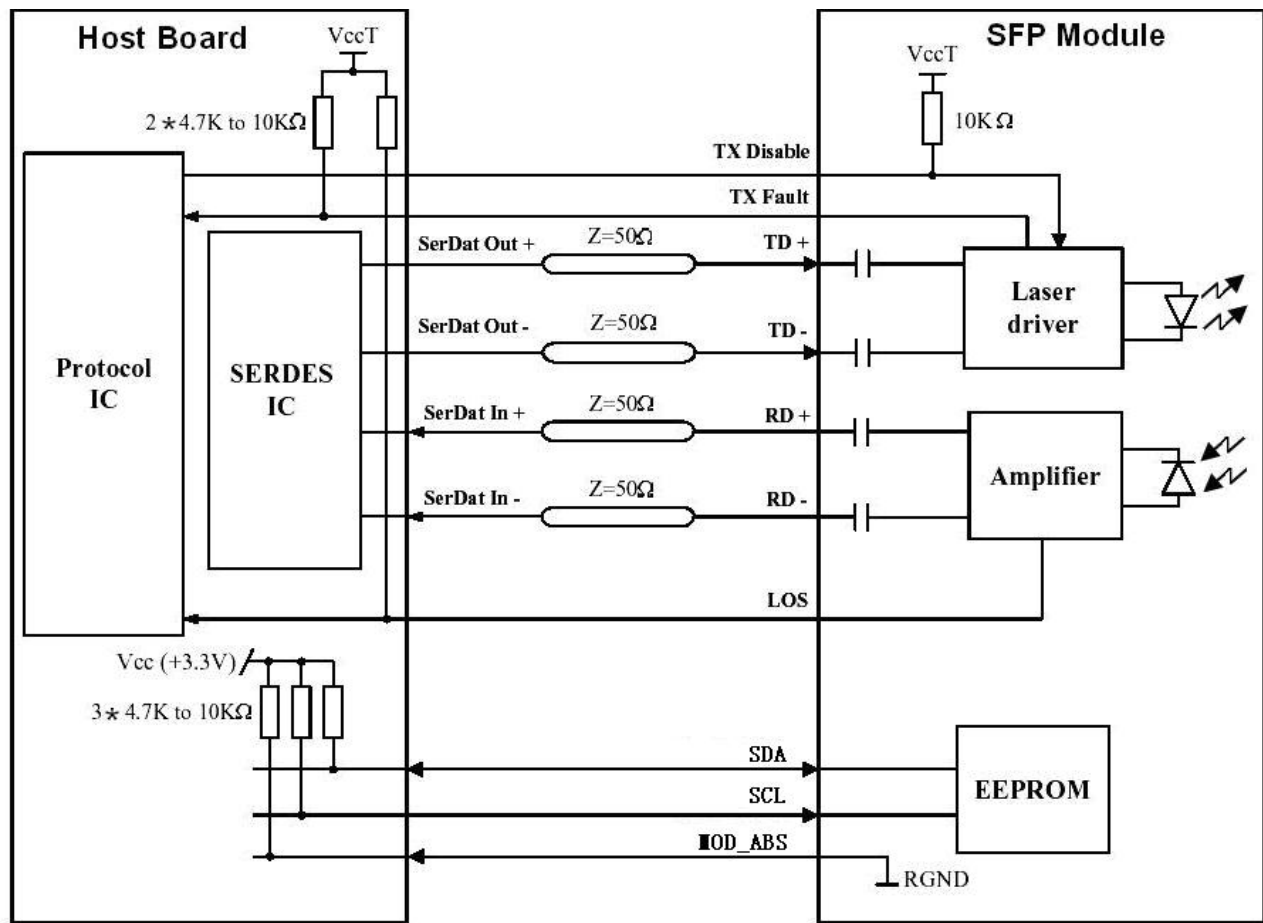 Host Board
SFP Module
VccT
VccT
2*4.7K to 10KΩ
10KΩ
TX Disable
TX Fault
SerDat Out +
Z=50Ω
TD +
SerDat Out -
Z=50Ω
TD -
Laser
driver
Protocol
IC
SERDES
IC
SerDat In +
Z=50Ω
RD +
SerDat In -
Z=50Ω
RD -
Amplifier
LOS
Vcc (+3.3V)
3*4.7K to 10KΩ
SDA
SCL
MOD_ABS
EEPROM
RGND